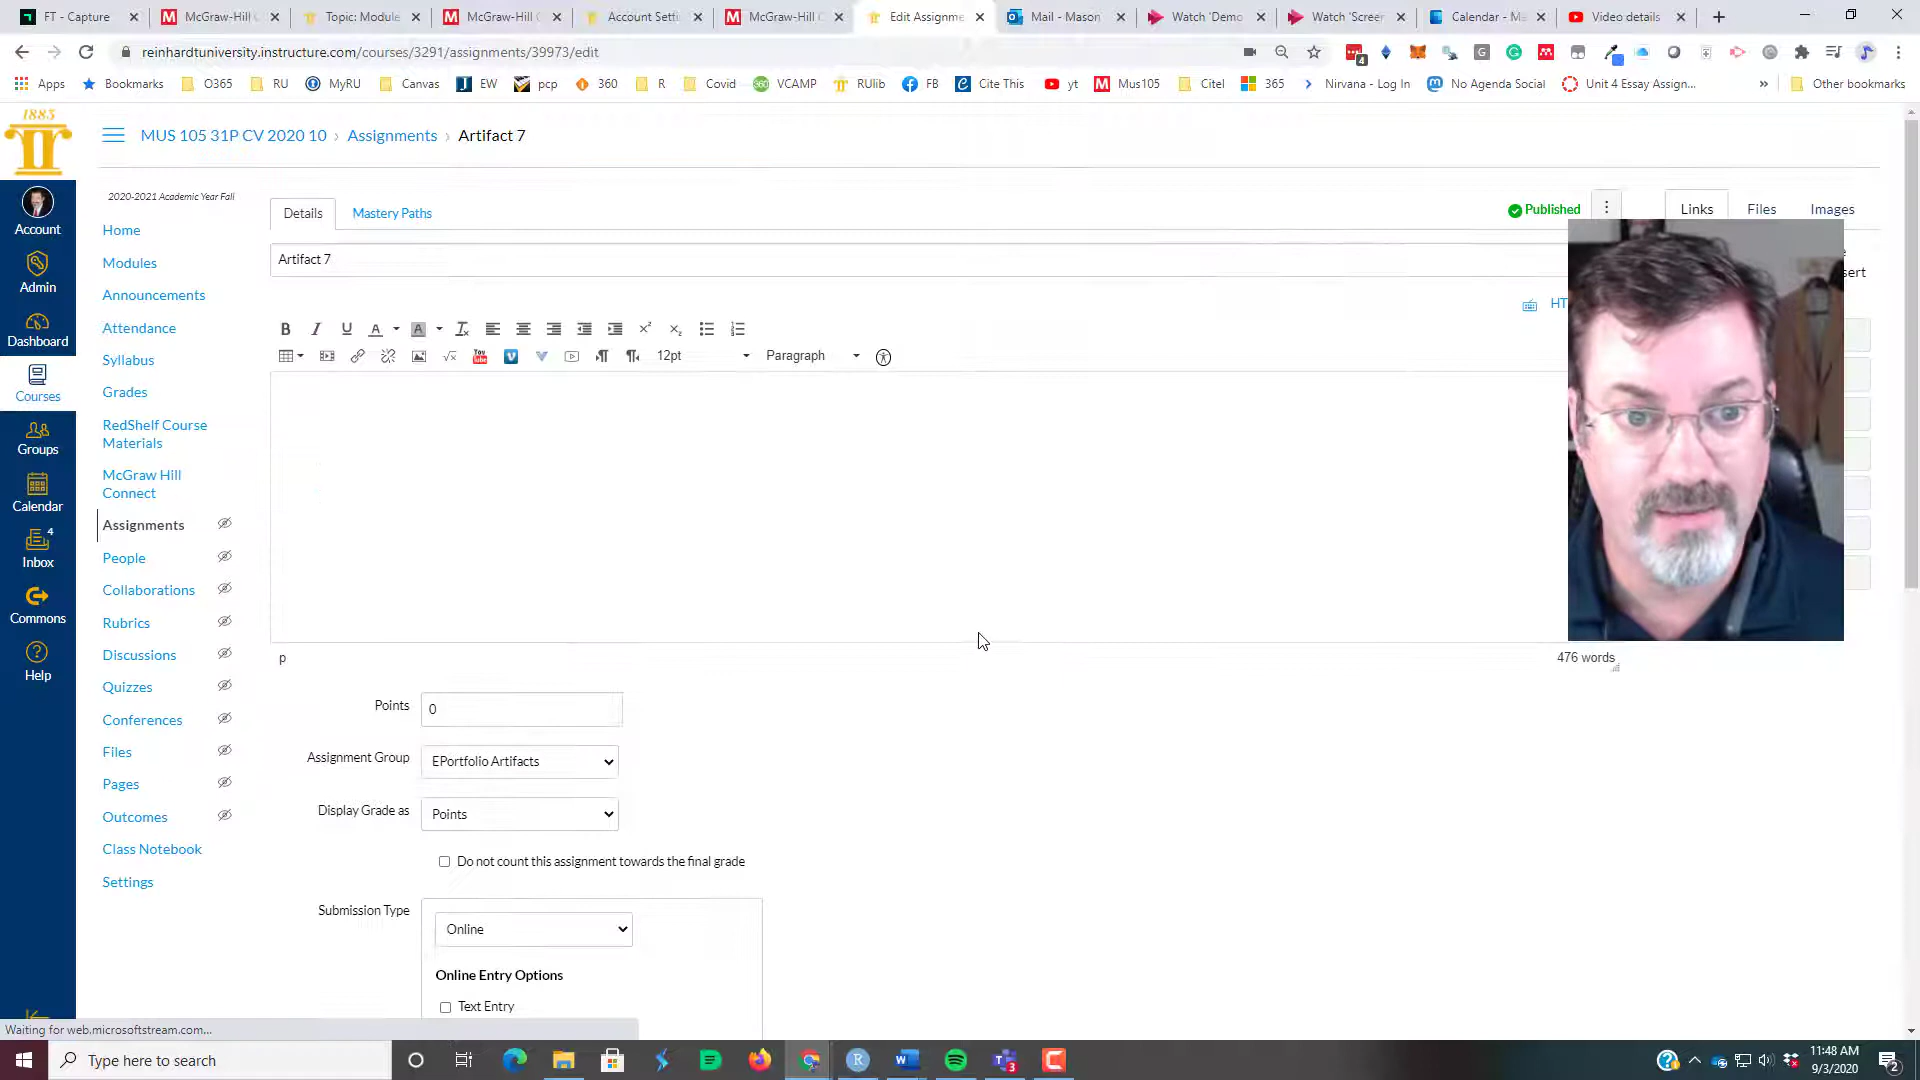 FT - Capture
McGraw-Hill C
Topic: Module
McGraw-Hill C
Account Setti
McGraw-Hill C
Edit Assignme
Mail - Mason
Watch 'Demo
Watch 'Screen
Calendar - M
Video details
reinhardtuniversity.instructure.com/courses/3291/assignments/39973/edit
Apps
Bookmarks
O365
RU
MyRU
Canvas
EW
pcp
360
R
Covid
VCAMP
RUlib
FB
Cite This
yt
Mus105
Citel
365
Nirvana - Log In
No Agenda Social
Unit 4 Essay Assign...
Other bookmarks
1883
MUS 105 31P CV 2020 10 › Assignments › Artifact 7
Account
Admin
Dashboard
Courses
Groups
Calendar
4
Inbox
Commons
Help
2020-2021 Academic Year Fall
Home
Modules
Announcements
Attendance
Syllabus
Grades
RedShelf Course
Materials
McGraw Hill
Connect
Assignments
People
Collaborations
Rubrics
Discussions
Quizzes
Conferences
Files
Pages
Outcomes
Class Notebook
Settings
Details
Mastery Paths
Published
Links
Files
Images
Artifact 7
sert
HT
12pt
Paragraph
p
476 words
Points
0
Assignment Group
EPortfolio Artifacts
Display Grade as
Points
Do not count this assignment towards the final grade
Submission Type
Online
Online Entry Options
Text Entry
Waiting for web.microsoftstream.com...
Type here to search
11:48 AM
9/3/2020